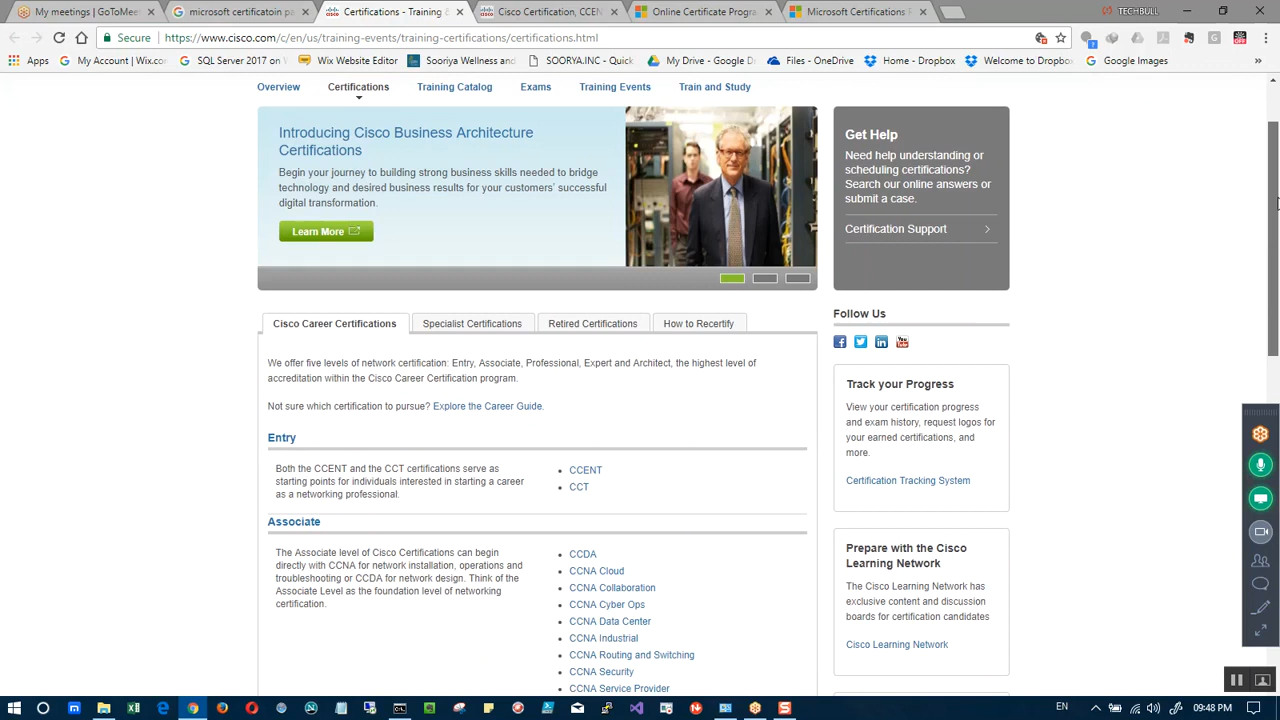 My meetings | GoToMeet
microsoft certificatoin pa
Certifications - Training &
Cisco Certification, CCEN
Online Certificate Progra
Microsoft Certifications F
TECHBULL
Secure
https://www.cisco.com/c/en/us/training-events/training-certifications/certifications.html
Apps
My Account | Wix.co
SQL Server 2017 on W
Wix Website Editor
Sooriya Wellness and
SOORYA.INC - Quick
My Drive - Google D
Files - OneDrive
Home - Dropbox
Welcome to Dropbox
Google Images
Overview
Certifications
Training Catalog
Exams
Training Events
Train and Study
Introducing Cisco Business Architecture
Certifications
Begin your journey to building strong business skills needed to bridge
technology and desired business results for your customers' successful
digital transformation.
Learn More
Get Help
Need help understanding or
scheduling certifications?
Search our online answers or
submit a case.
Certification Support
Cisco Career Certifications
Specialist Certifications
Retired Certifications
How to Recertify
We offer five levels of network certification: Entry, Associate, Professional, Expert and Architect, the highest level of
accreditation within the Cisco Career Certification program.
Not sure which certification to pursue? Explore the Career Guide.
Entry
Both the CCENT and the CCT certifications serve as
starting points for individuals interested in starting a career
as a networking professional.
• CCENT
• CCT
Associate
The Associate level of Cisco Certifications can begin
directly with CCNA for network installation, operations and
troubleshooting or CCDA for network design. Think of the
Associate Level as the foundation level of networking
certification.
• CCDA
• CCNA Cloud
• CCNA Collaboration
• CCNA Cyber Ops
• CCNA Data Center
• CCNA Industrial
• CCNA Routing and Switching
• CCNA Security
• CCNA Service Provider
Follow Us
Track your Progress
View your certification progress
and exam history, request logos for
your earned certifications, and
more.
Certification Tracking System
Prepare with the Cisco
Learning Network
The Cisco Learning Network has
exclusive content and discussion
boards for certification candidates
Cisco Learning Network
EN
09:48 PM